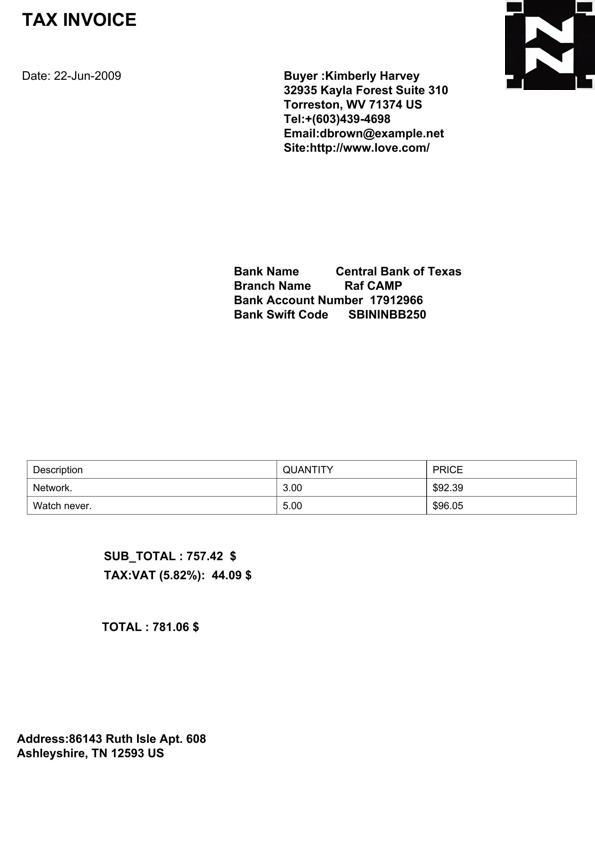 TAX INVOICE
Date: 22-Jun-2009
Buyer :Kimberly Harvey
32935 Kayla Forest Suite 310
Torreston, WV 71374 US
Tel:+(603)439-4698
Email:dbrown@example.net
Site:http://www.love.com/
Bank Name Central Bank of Texas
Branch Name Raf CAMP
Bank Account Number 17912966
Bank Swift Code SBININBB250
Description QUANTITY PRICE
Network. 3.00 $92.39
Watch never. 5.00 $96.05
SUB_TOTAL : 757.42 $
TAX:VAT (5.82%): 44.09 $
TOTAL : 781.06 $
Address:86143 Ruth Isle Apt. 608
Ashleyshire, TN 12593 US